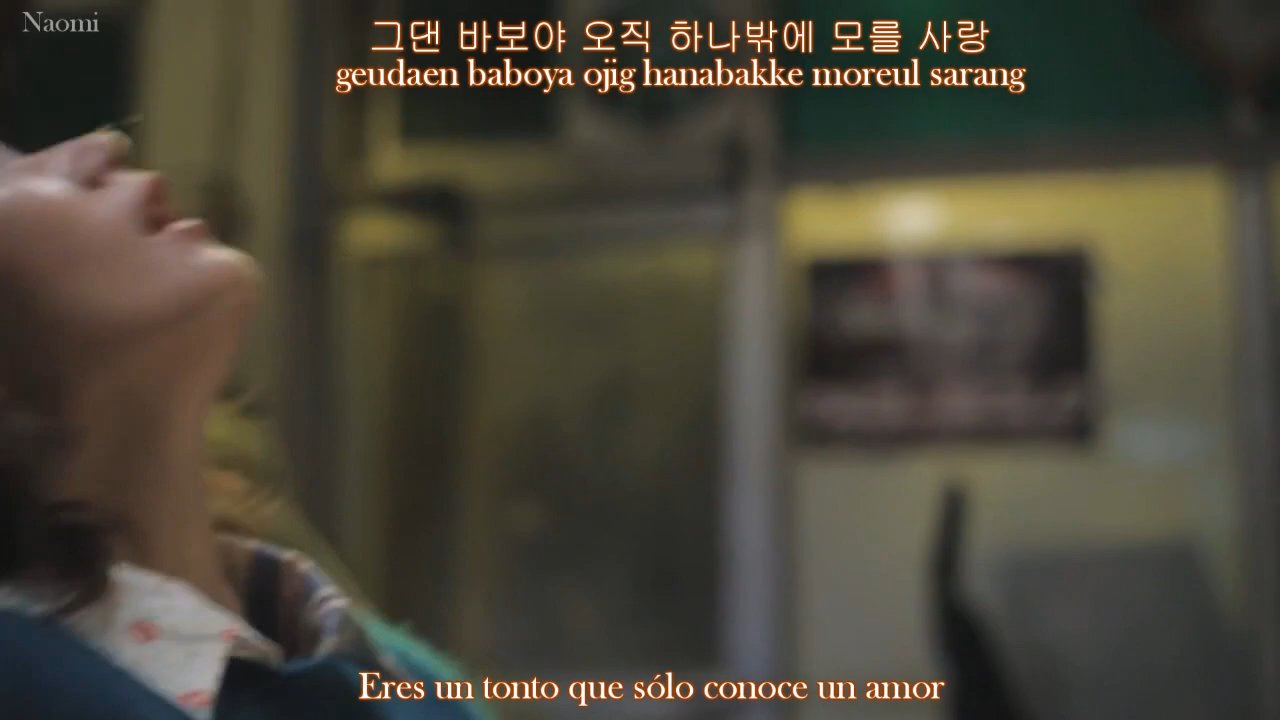 Naomi
그댄 바보야 오직 하나밖에 모를 사랑
geudaen baboya ojig hanabakke moreul sarang
Eres un tonto que sólo conoce un amor